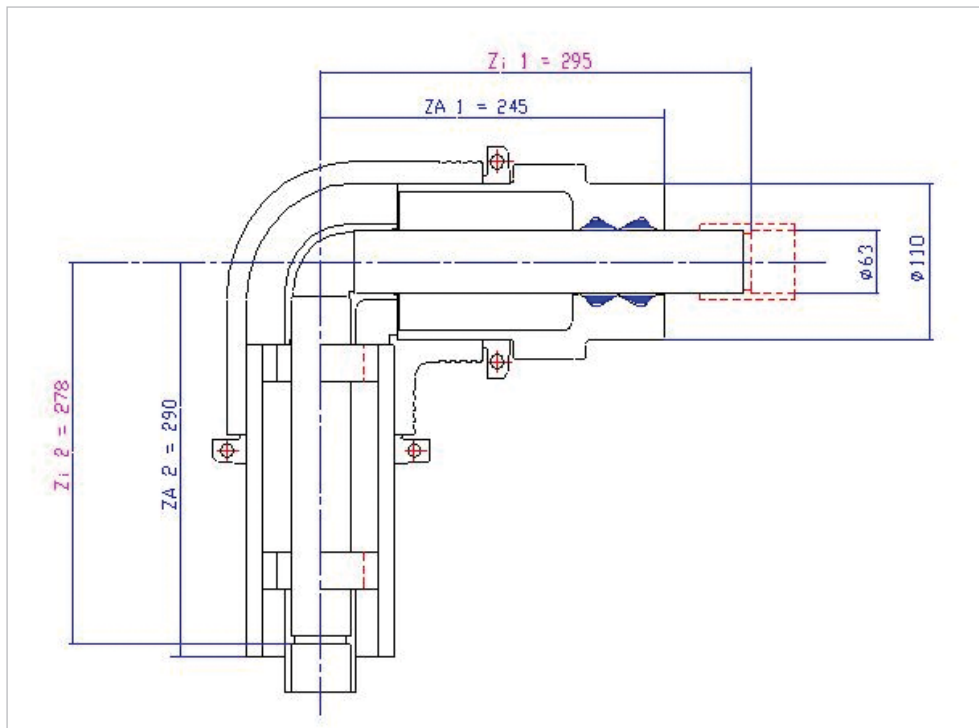 Zi 1 = 295
ZA 1 = 245
ø63
ø110
Zi 2 = 278
ZA 2 = 290